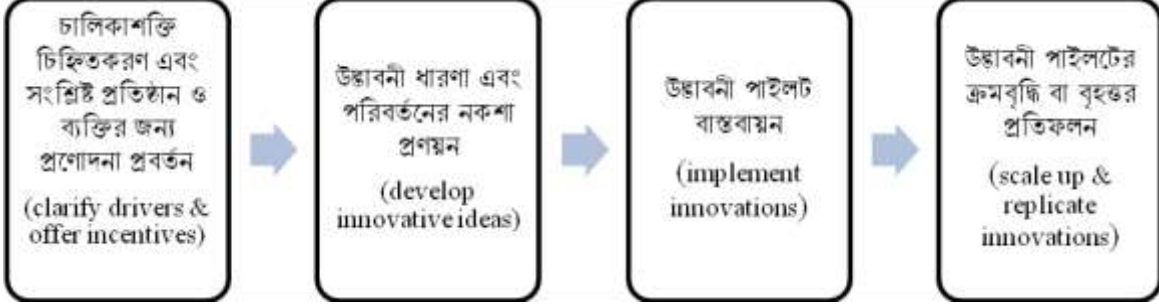 চালিকাশক্তি
চিহ্নিতকরণ এবং
সংশ্লিষ্ট প্রতিষ্ঠান ও
ব্যক্তির জন্য
প্রণোদনা প্রবর্তন
(clarify drivers &
offer incentives)
উদ্ভাবনী ধারণা এবং
পরিবর্তনের নকশা
প্রণয়ন
(develop
innovative ideas)
উদ্ভাবনী পাইলট
বাস্তবায়ন
(implement
innovations)
উদ্ভাবনী পাইলটের
ক্রমবৃদ্ধি বা বৃহত্তর
প্রতিফলন
(scale up &
replicate
innovations)